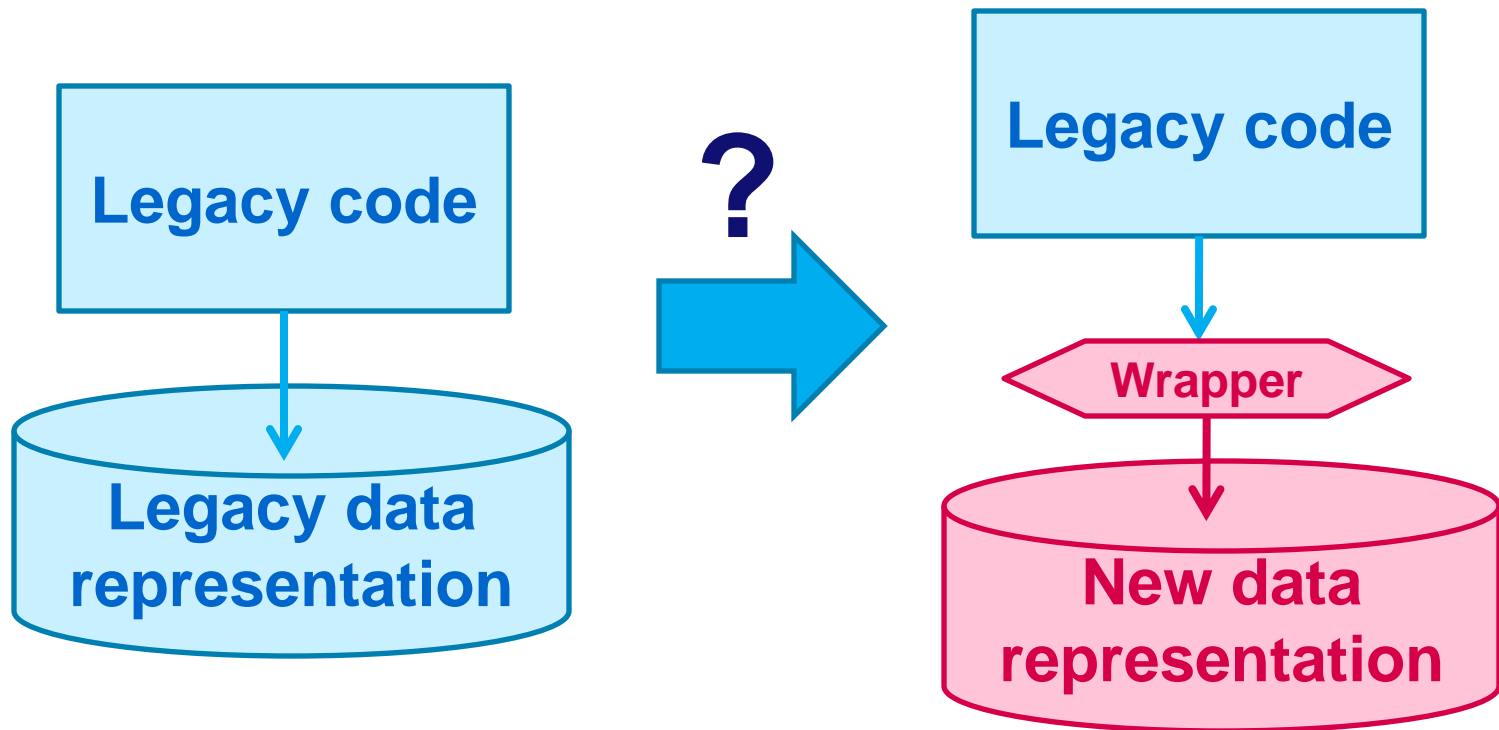 Legacy code
Legacy data
representation
?
Legacy code
Wrapper
New data
representation